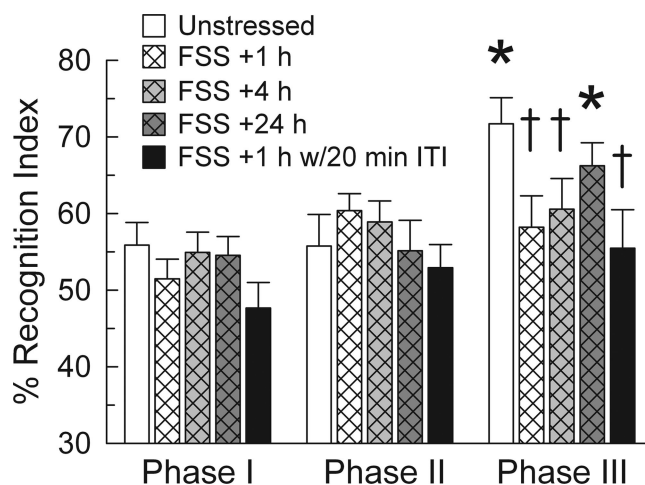 Unstressed
FSS +1 h
FSS +4 h
FSS +24 h
FSS +1 h w/20 min ITI
% Recognition Index
80
70
60
50
40
30
*
†
†
*
†
Phase I
Phase II
Phase III